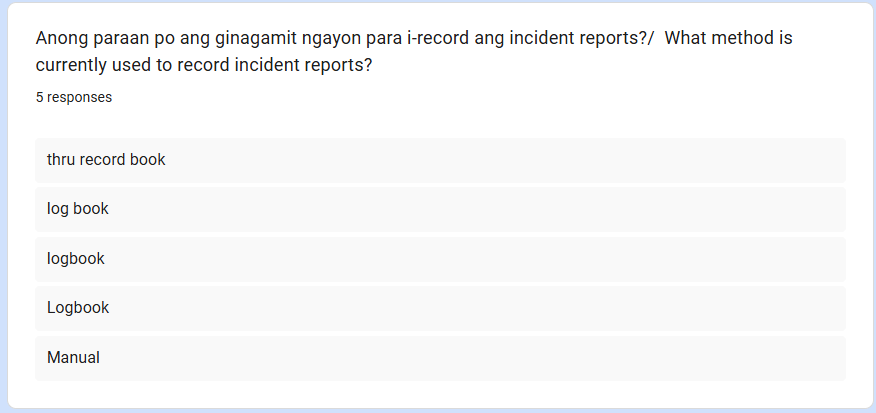 Anong paraan po ang ginagamit ngayon para i-record ang incident reports?/  What method is
currently used to record incident reports?
5 responses
thru record book
log book
logbook
Logbook
Manual